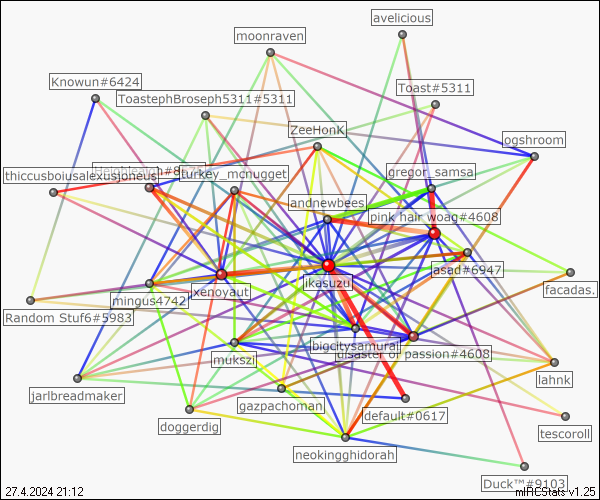 avelicious
moonraven
Knowun#6424
Toast#5311
ToastephBroseph5311#5311
ZeeHonK
ogshroom
thiccusboiusalexusjoneus
turkey_mcnugget
gregor_samsa
andnewbees
pink hair woag#4608
asad#6947
xenoyaut
ikasuzu
facadas.
mingus4742
Random Stuf6#5983
bigcitysamurai
disaster of passion#4608
mukszi
lahnk
jarlbreadmaker
gazpachoman
default#0617
doggerdig
tescoroll
neokingghidorah
Duck™#9103
27.4.2024 21:12
mIRCStats v1.25